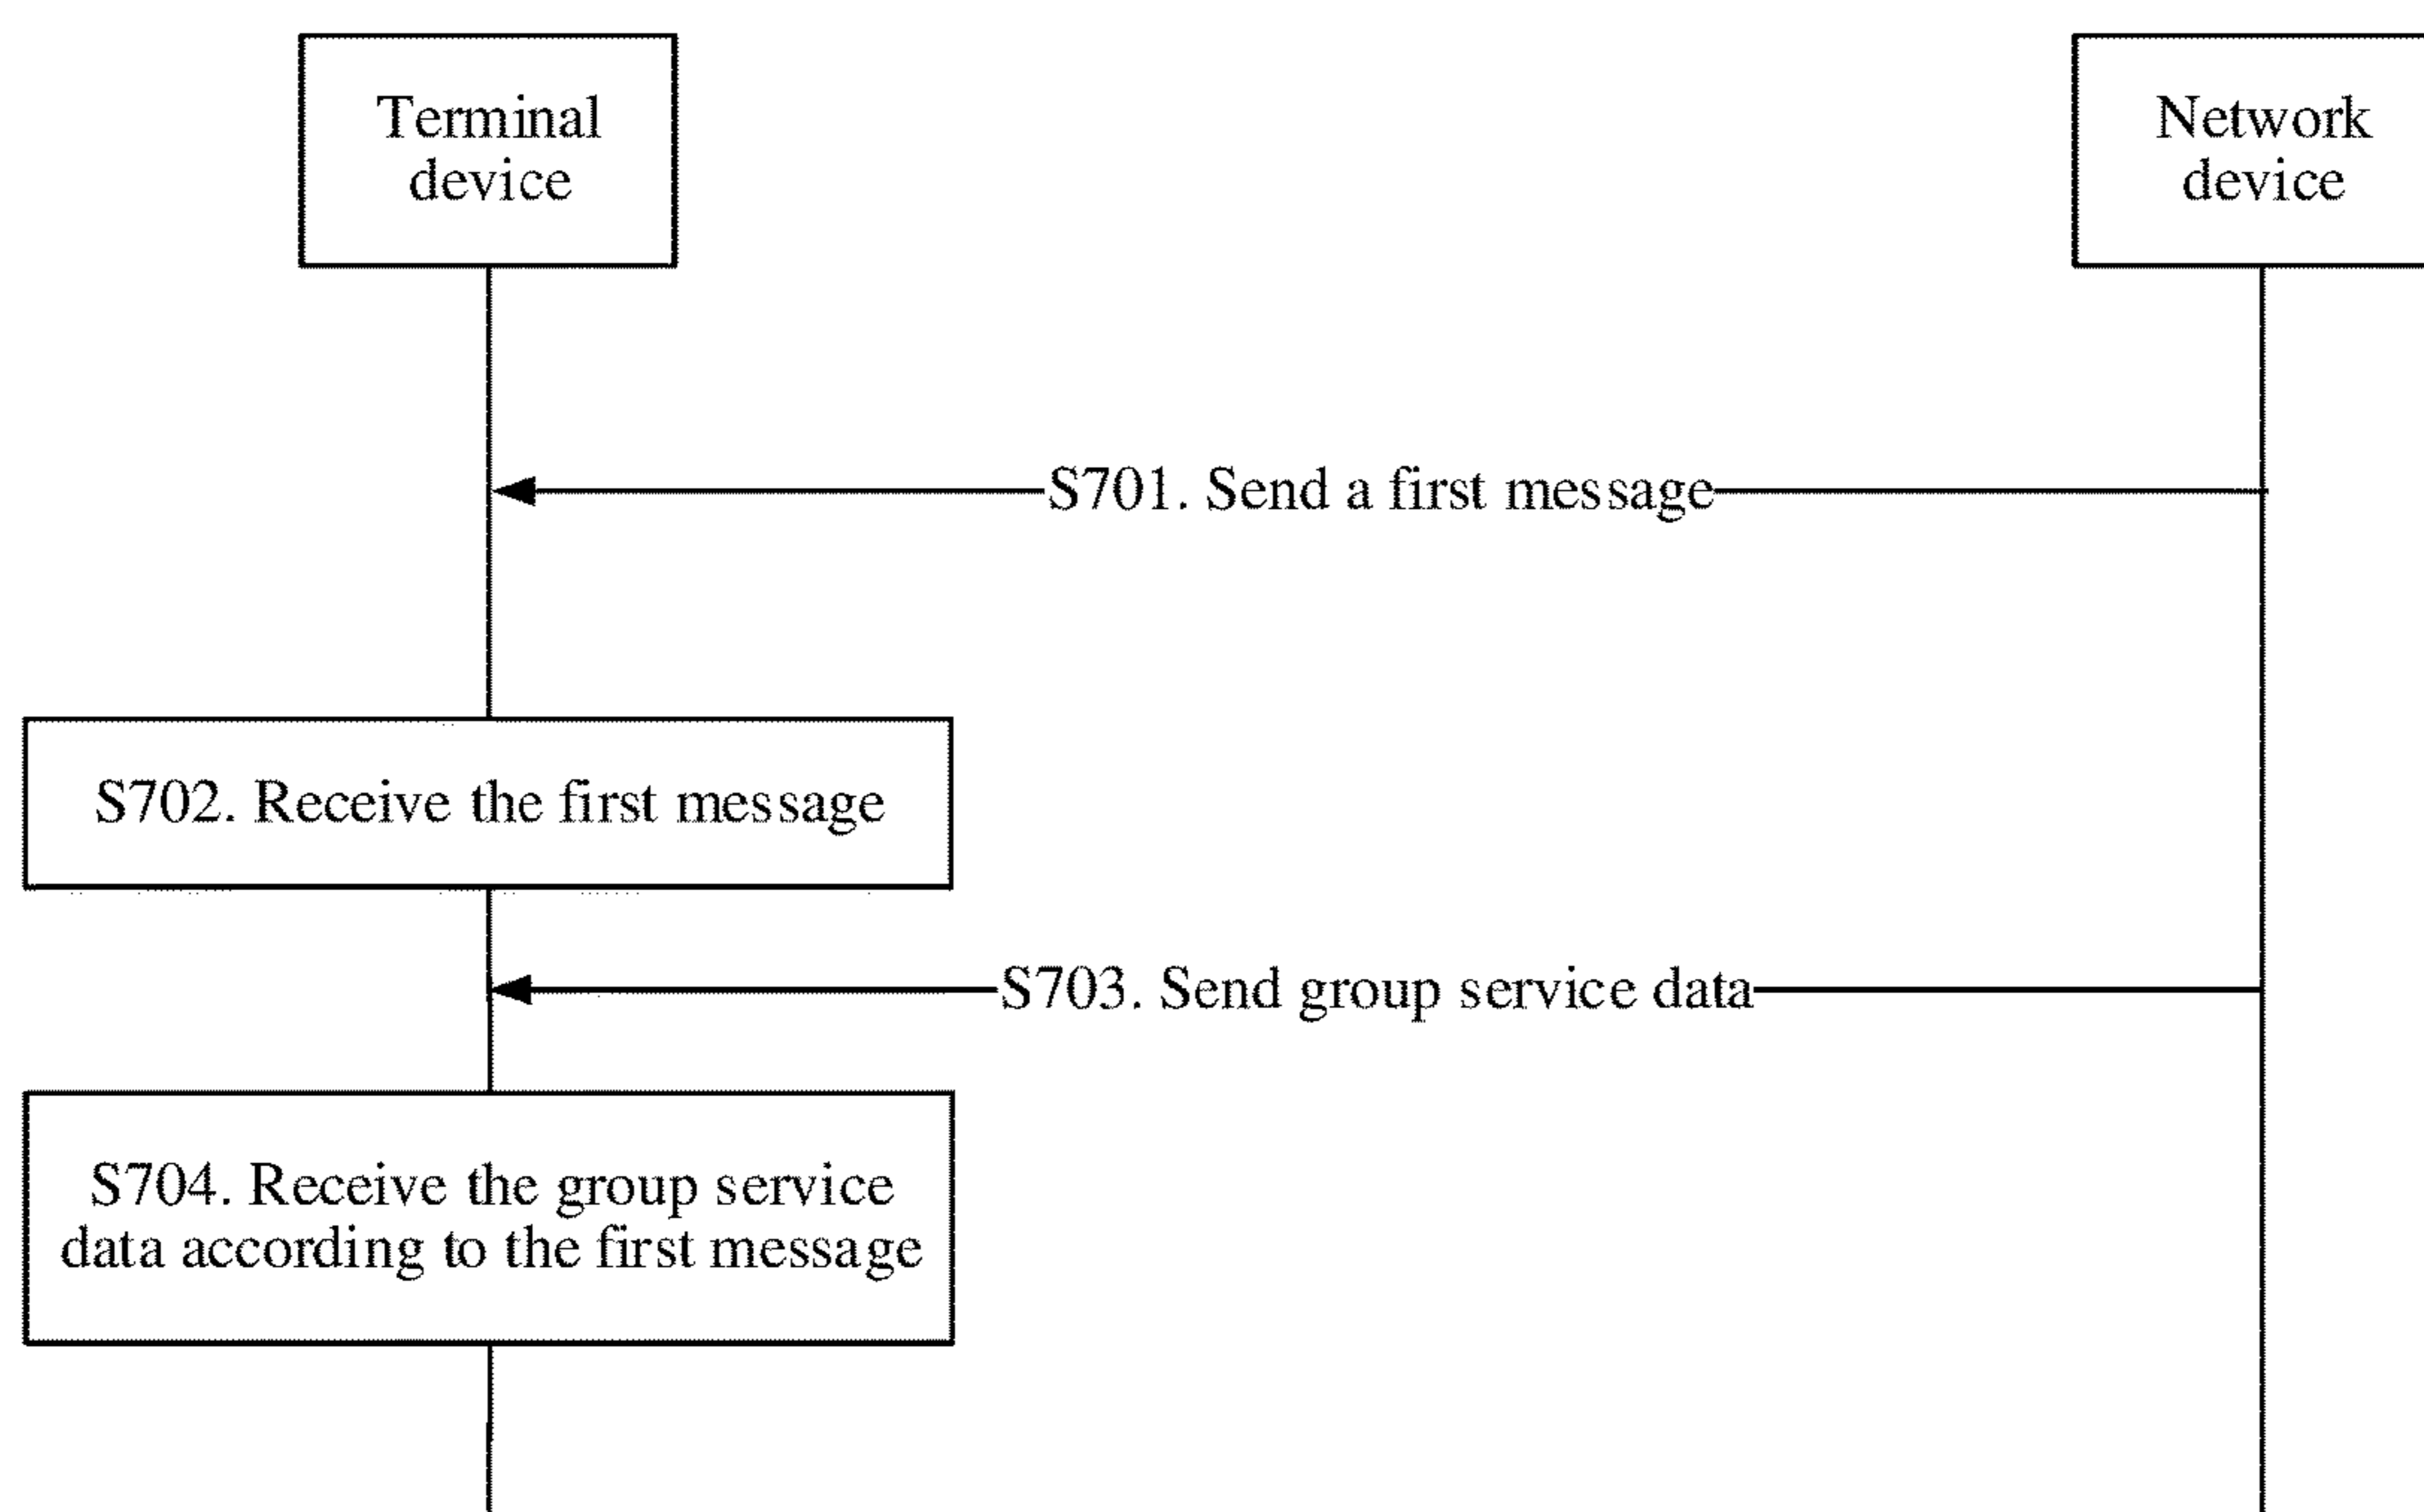 Terminal
device
Network
device
S701. Send a first message
S702. Receive the first message
S703. Send group service data
S704. Receive the group service
data according to the first message